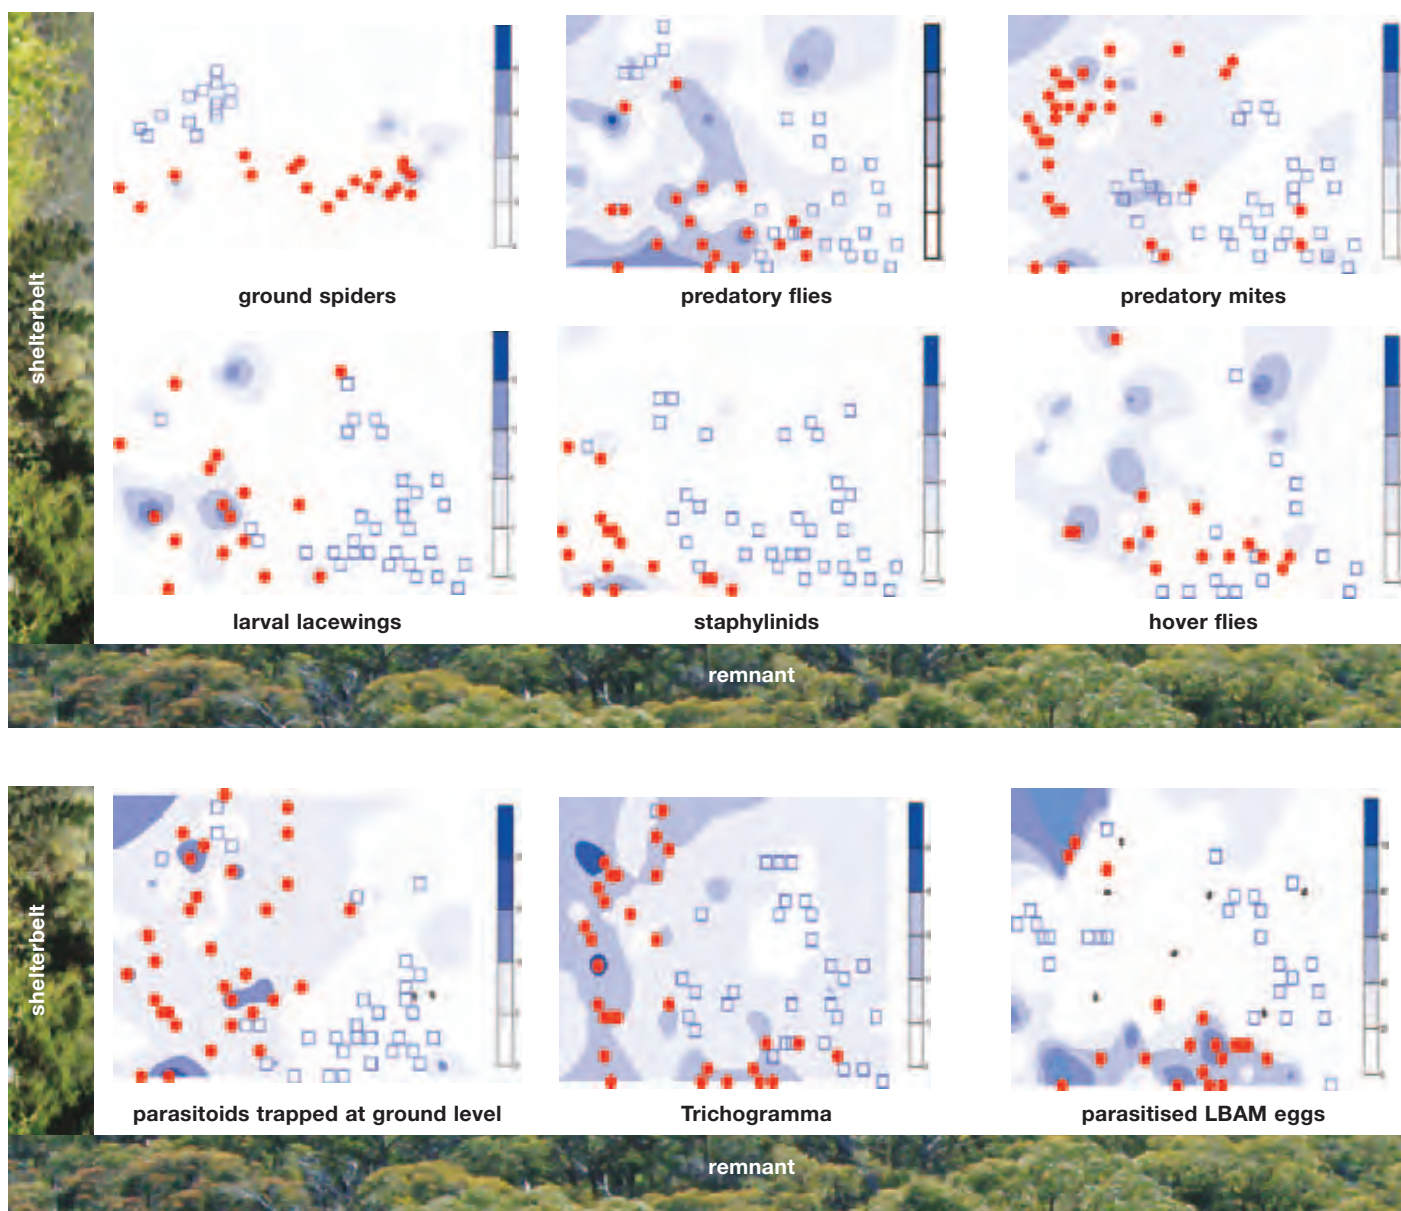 shelterbelt
ground spiders
predatory flies
predatory mites
larval lacewings
staphylinids
hover flies
remnant
shelterbelt
parasitoids trapped at ground level
Trichogramma
parasitised LBAM eggs
remnant